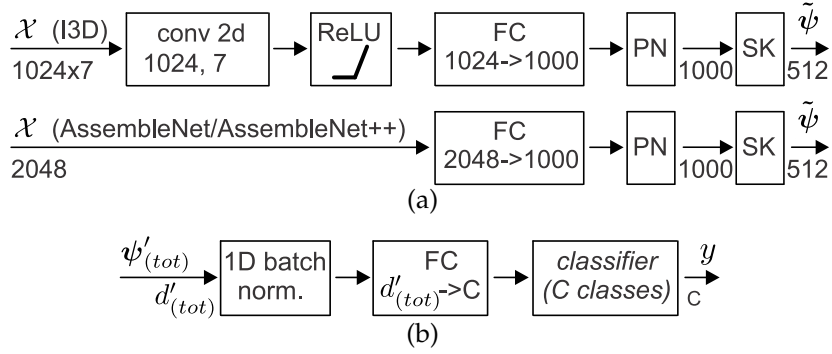 𝒳 (I3D)
1024x7
conv 2d
1024, 7
ReLU
FC
1024->1000
PN
1000
SK
ψ̃
512
𝒳 (AssembleNet/AssembleNet++)
2048
FC
2048->1000
PN
1000
SK
ψ̃
512
(a)
ψ′(tot)
d′(tot)
1D batch
norm.
FC
d′(tot)->C
classifier
(C classes)
y
C
(b)